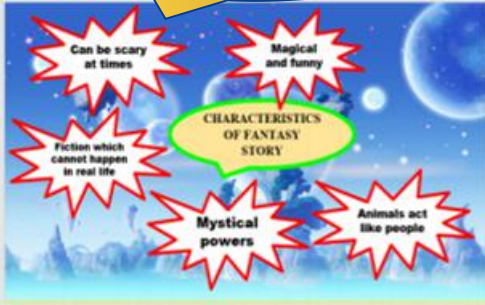 Can be scary
at times
Magical
and funny
CHARACTERISTICS
OF FANTASY
STORY
Fiction which
cannot happen
in real life
Mystical
powers
Animals act
like people